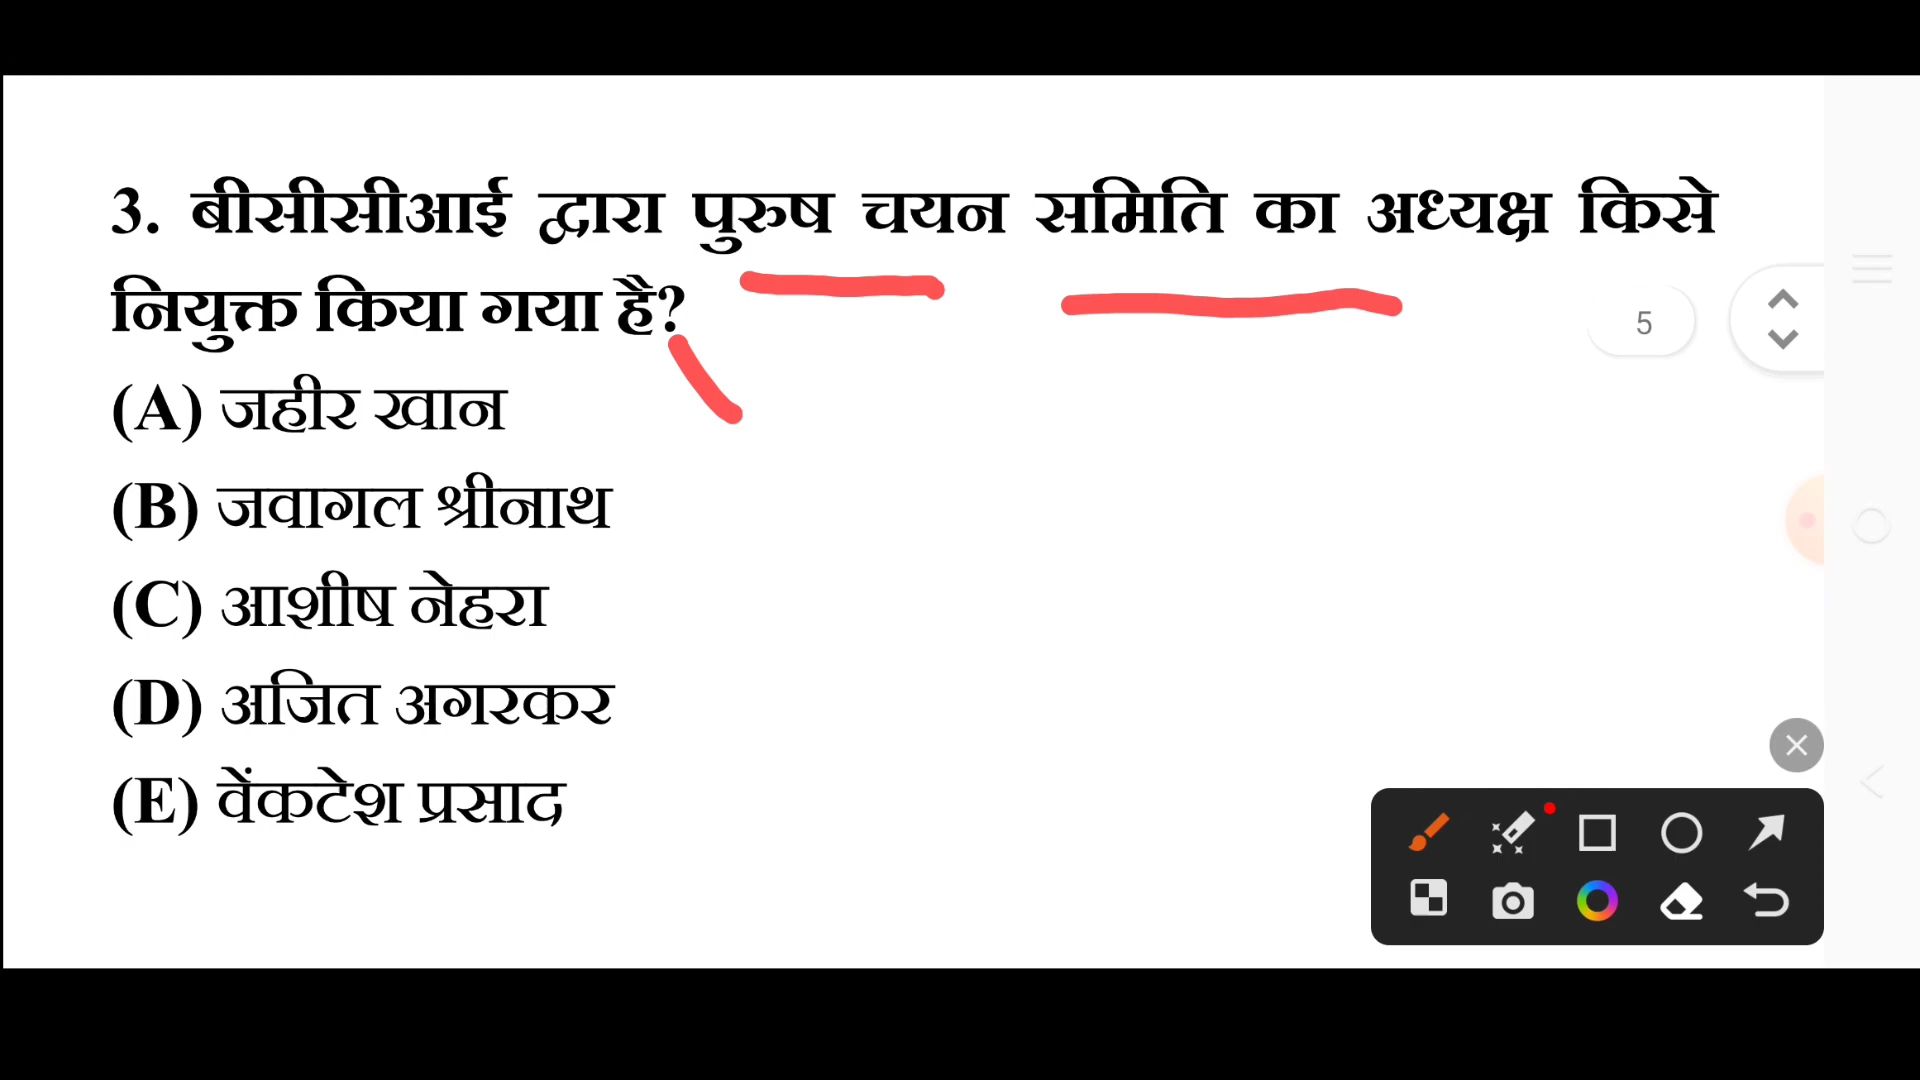 3. बीसीसीआई द्वारा पुरुष चयन समिति का अध्यक्ष किसे
नियुक्त किया गया है?
5
(A) जहीर खान
(B) जवागल श्रीनाथ
(C) आशीष नेहरा
(D) अजित अगरकर
(E) वेंकटेश प्रसाद